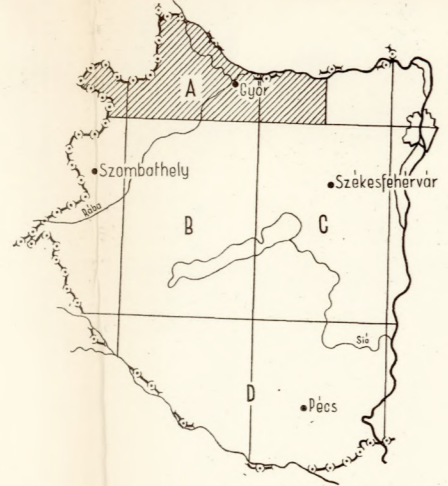 A
Győr
Szombathely
Székesfehérvár
Rába
B
C
Sió
D
Pécs